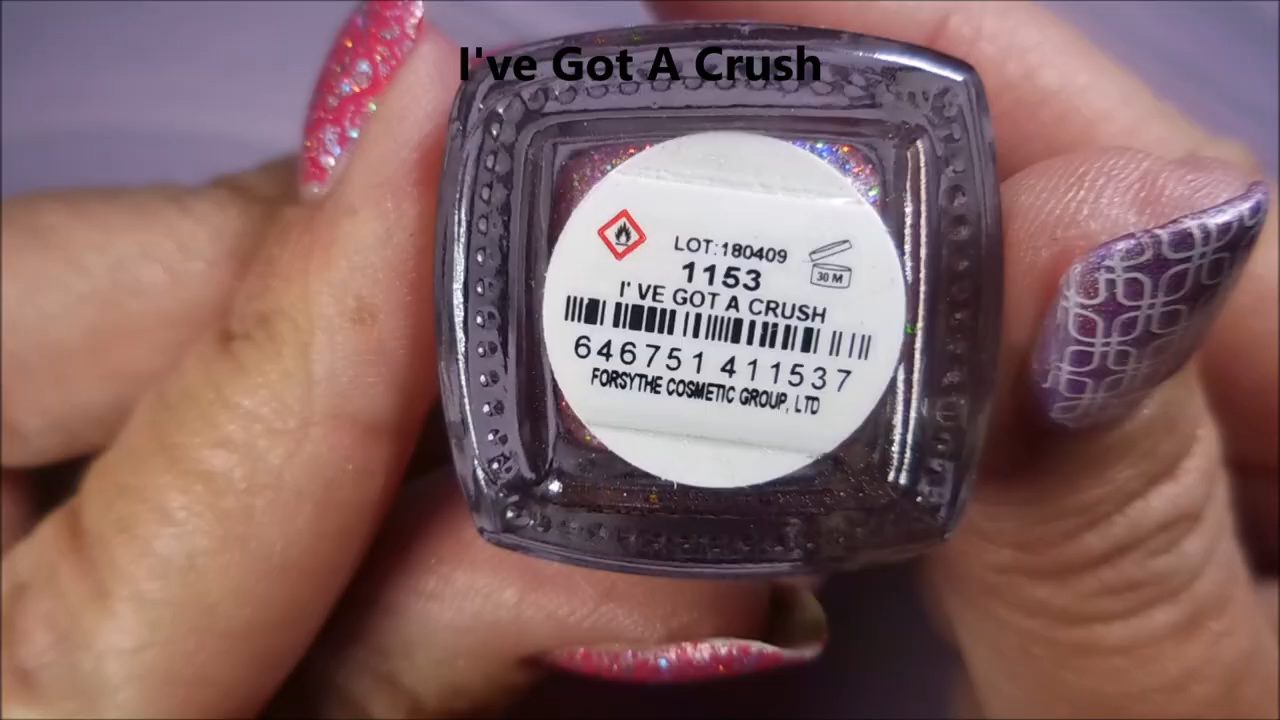 I've Got A Crush
LOT:180409
1153
30 M
I' VE GOT A CRUSH
646751 411537
FORSYTHE COSMETIC GROUP, LTD